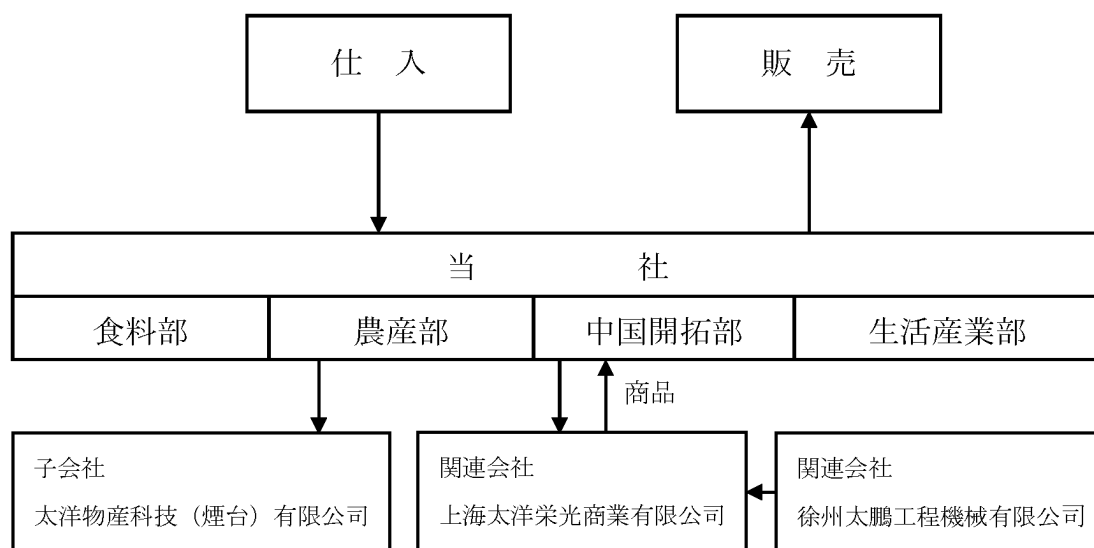 仕　入
販　売
当　社
食料部
農産部
中国開拓部
生活産業部
商品
子会社
太洋物産科技（煙台）有限公司
関連会社
上海太洋栄光商業有限公司
関連会社
徐州太鵬工程機械有限公司